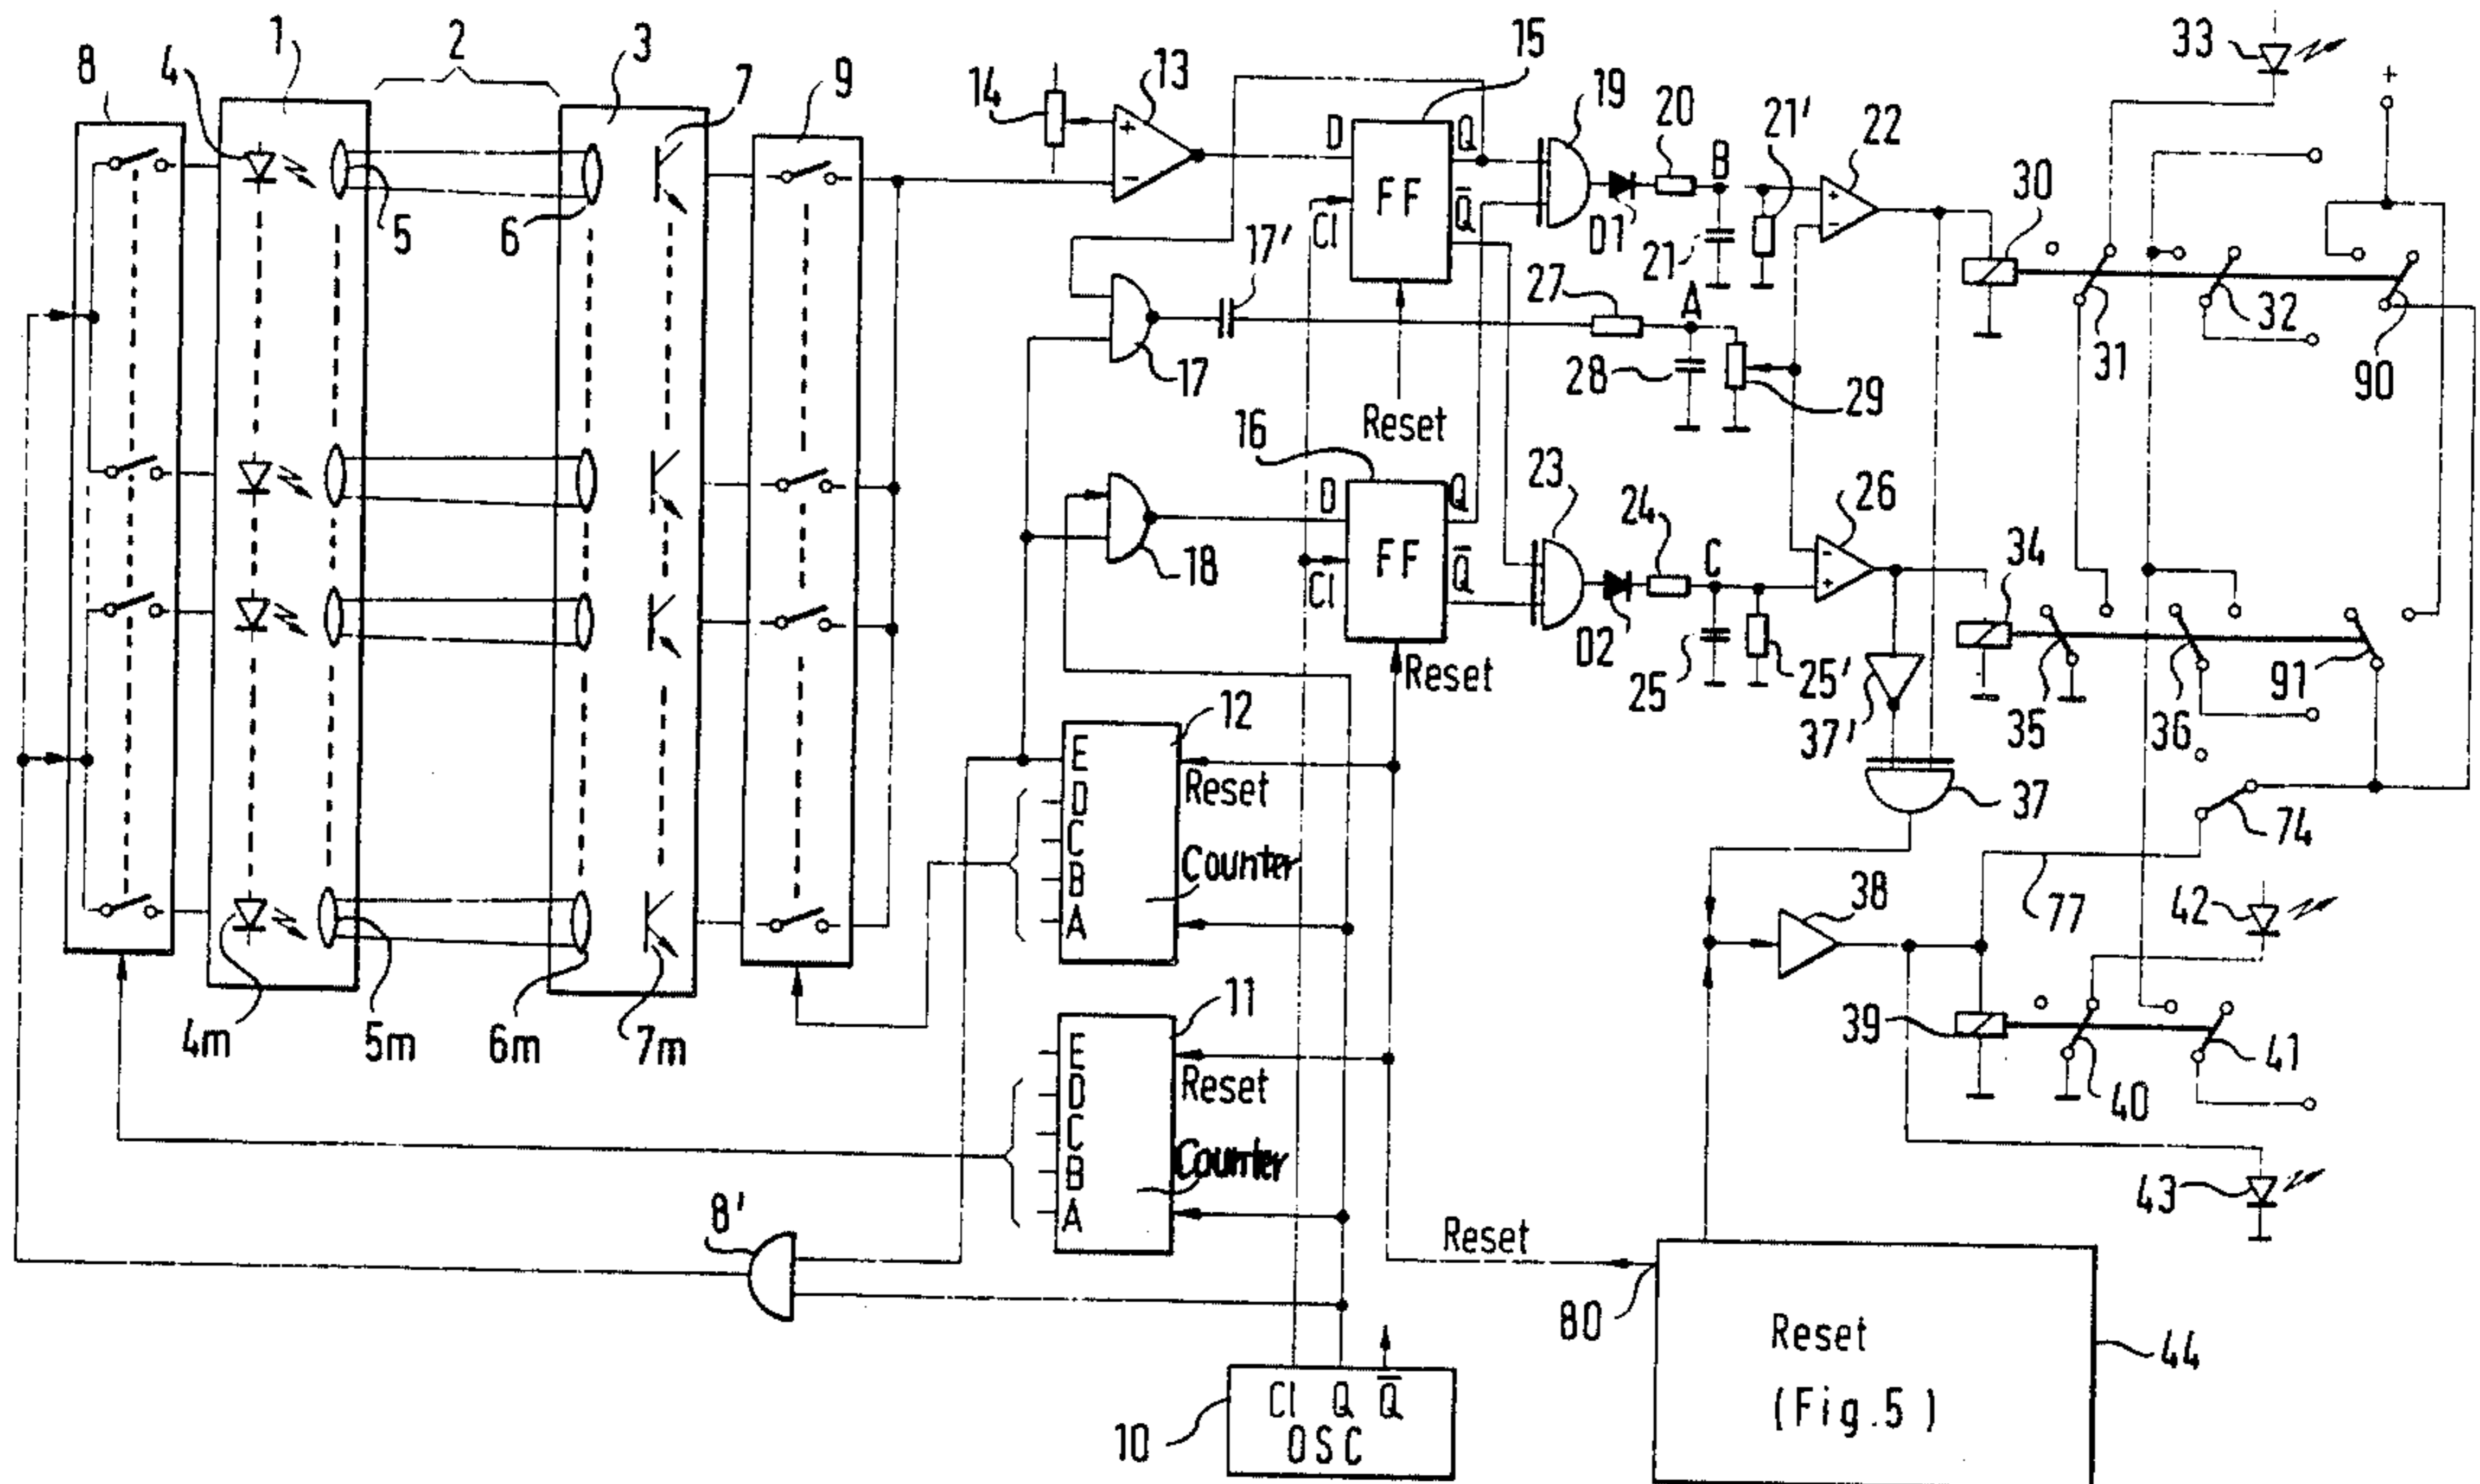 8
4
1
2
3
7
9
14
13
15
19
20
B
21'
22
33
+
+
-
D
Q
FF
Cl
Q̅
5
6
D1
21
+
-
30
17'
27
A
17
28
29
31
32
90
Reset
16
23
D
Q
FF
Cl
Q̅
18
24
C
26
-
+
34
D2
25
25'
Reset
37'
35
36
91
12
E
D
C
B
A
Reset
Counter
37
74
38
77
42
4m
5m
6m
7m
11
E
D
C
B
A
Reset
Counter
39
40
41
43
8'
Reset
80
Reset
(Fig.5)
44
10
Cl Q Q̅
OSC